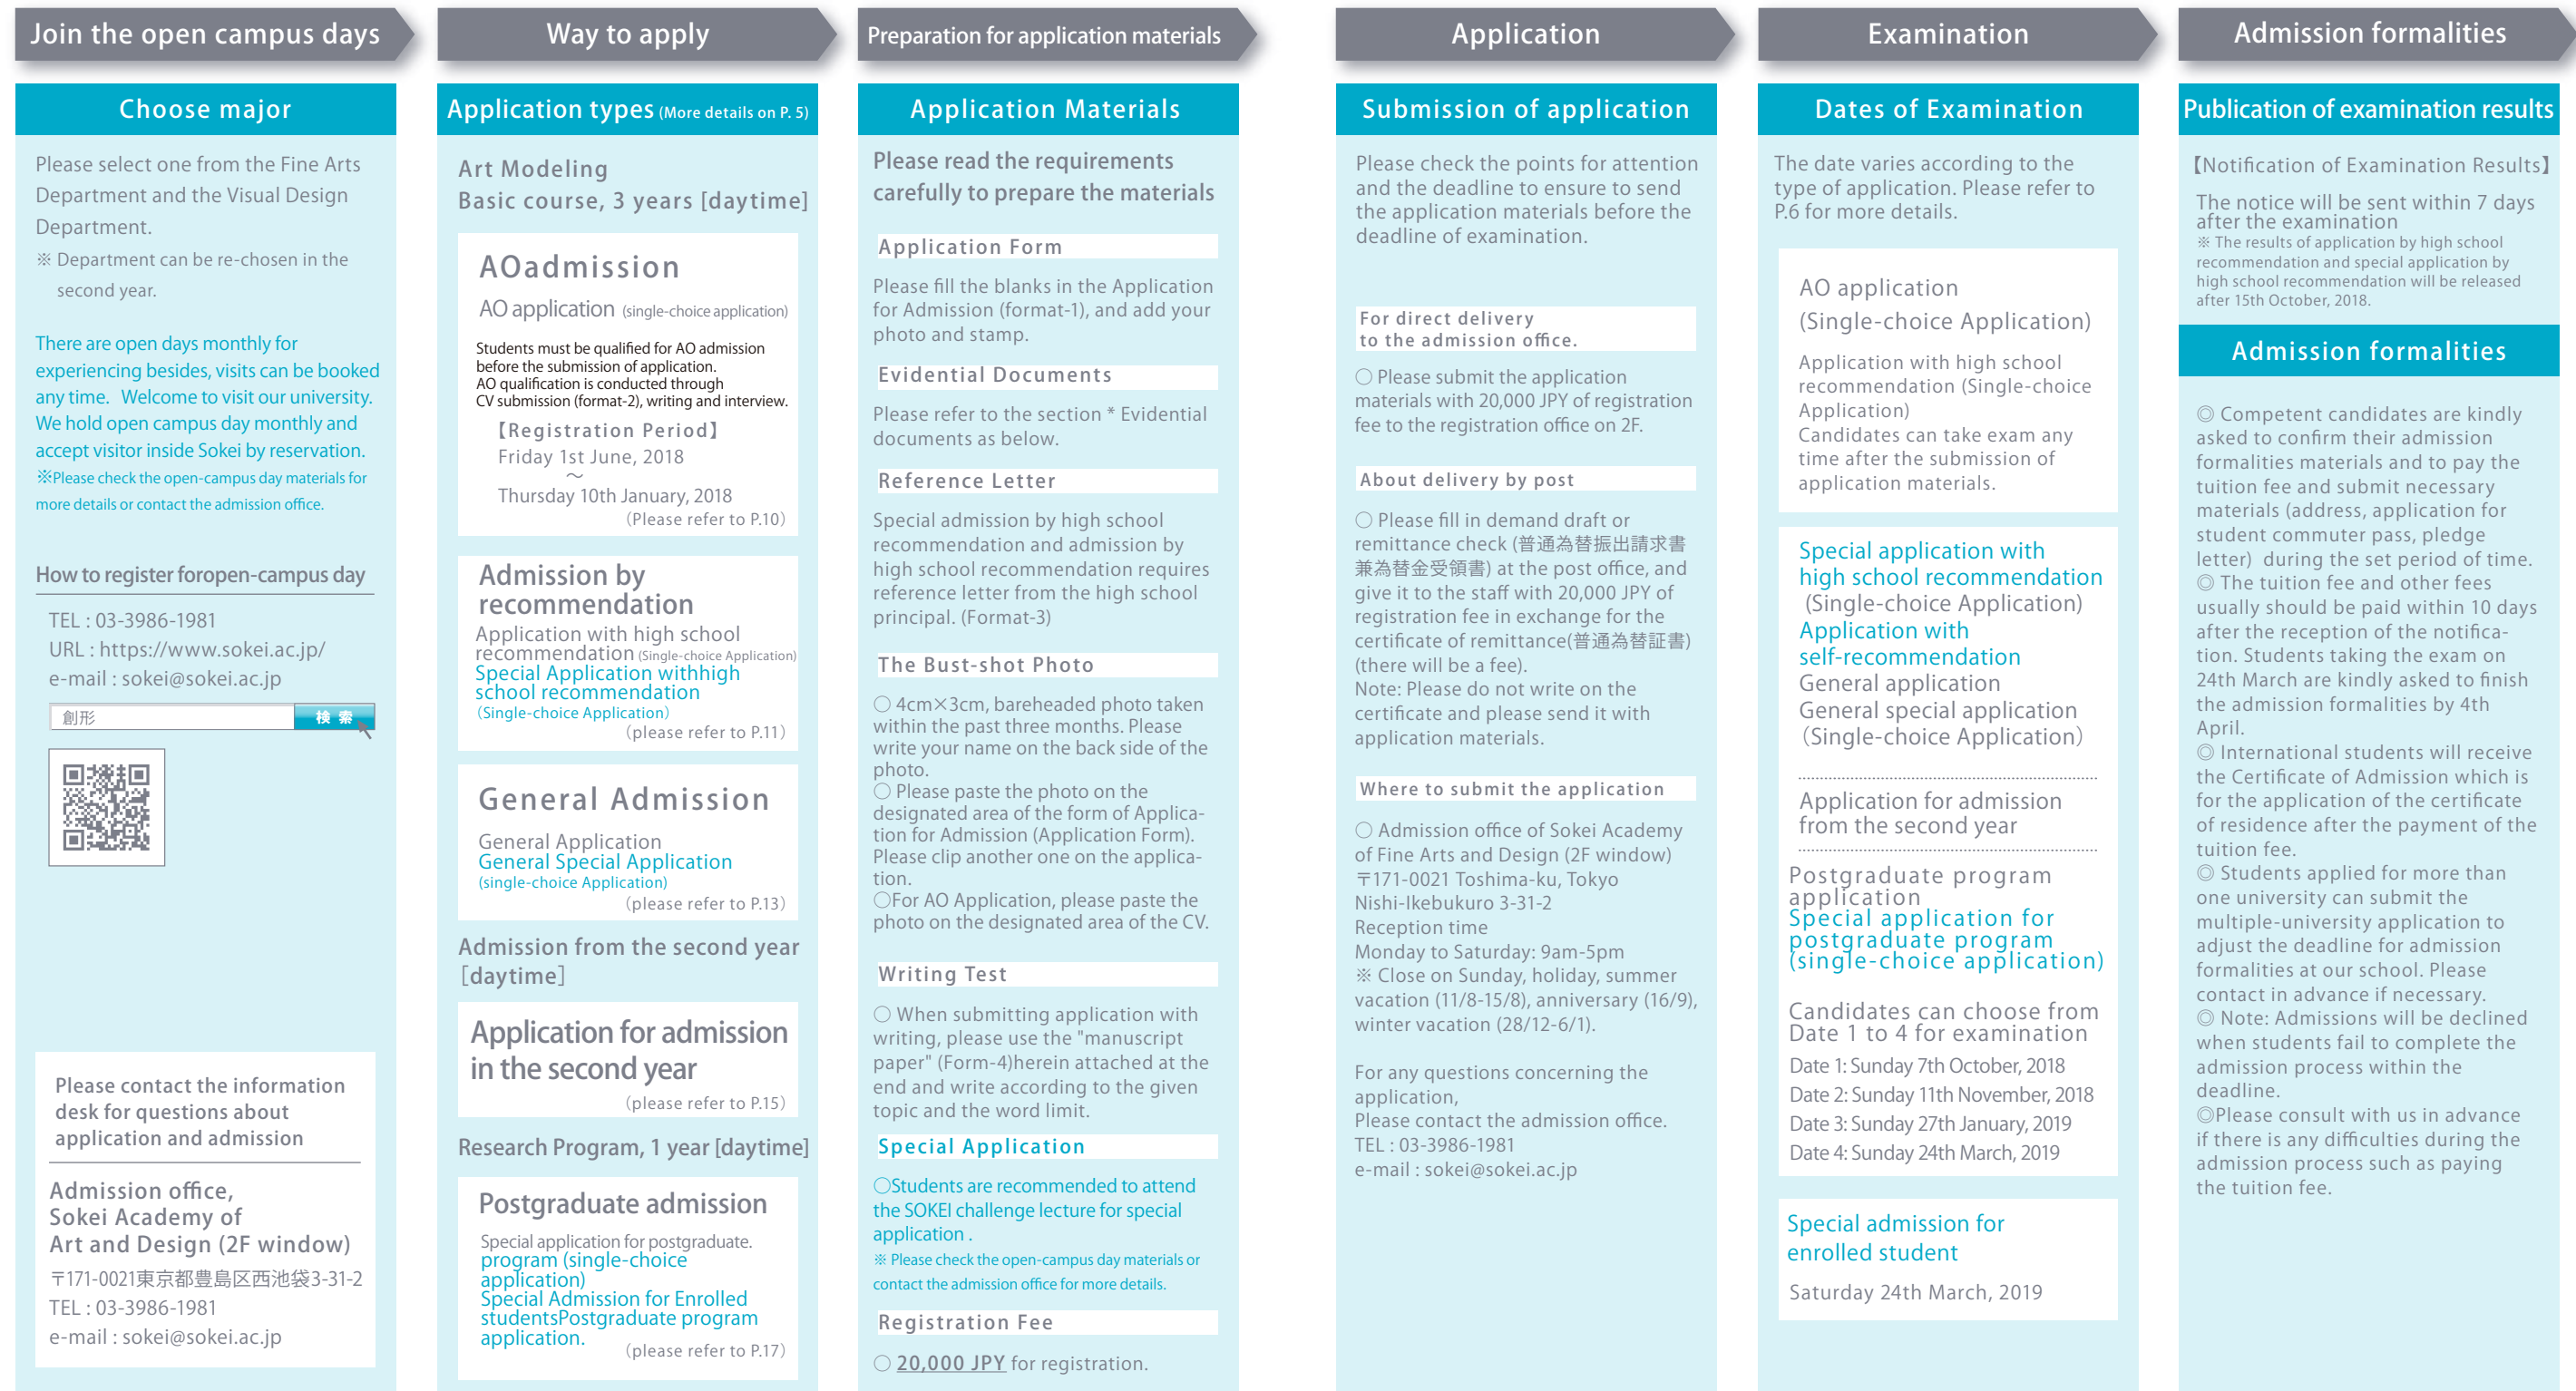 Join the open campus days
Choose major
Please select one from the Fine Arts
Department and the Visual Design
Department.
※ Department can be re-chosen in the
second year.
There are open days monthly for
experiencing besides, visits can be booked
any time. Welcome to visit our university.
We hold open campus day monthly and
accept visitor inside Sokei by reservation.
※Please check the open-campus day materials for
more details or contact the admission office.
How to register foropen-campus day
TEL : 03-3986-1981
URL : https://www.sokei.ac.jp/
e-mail : sokei@sokei.ac.jp
創形 検 索
Please contact the information
desk for questions about
application and admission
Admission office,
Sokei Academy of
Art and Design (2F window)
〒171-0021東京都豊島区西池袋3-31-2
TEL : 03-3986-1981
e-mail : sokei@sokei.ac.jp
Way to apply
Application types (More details on P. 5)
Art Modeling
Basic course, 3 years [daytime]
AOadmission
AO application (single-choice application)
Students must be qualified for AO admission
before the submission of application.
AO qualification is conducted through
CV submission (format-2), writing and interview.
【Registration Period】
Friday 1st June, 2018
〜
Thursday 10th January, 2018
（Please refer to P.10）
Admission by
recommendation
Application with high school
recommendation (Single-choice Application)
Special Application withhigh
school recommendation
（Single-choice Application）
（please refer to P.11）
General Admission
General Application
General Special Application
(single-choice Application)
（please refer to P.13）
Admission from the second year
［daytime］
Application for admission
in the second year
（please refer to P.15）
Research Program, 1 year [daytime]
Postgraduate admission
Special application for postgraduate.
program (single-choice
application)
Special Admission for Enrolled
studentsPostgraduate program
application.
（please refer to P.17）
Preparation for application materials
Application Materials
Please read the requirements
carefully to prepare the materials
Application Form
Please fill the blanks in the Application
for Admission (format-1), and add your
photo and stamp.
Evidential Documents
Please refer to the section * Evidential
documents as below.
Reference Letter
Special admission by high school
recommendation and admission by
high school recommendation requires
reference letter from the high school
principal. (Format-3)
The Bust-shot Photo
○ 4cm×3cm, bareheaded photo taken
within the past three months. Please
write your name on the back side of the
photo.
○ Please paste the photo on the
designated area of the form of Applica-
tion for Admission (Application Form).
Please clip another one on the applica-
tion.
○For AO Application, please paste the
photo on the designated area of the CV.
Writing Test
○ When submitting application with
writing, please use the "manuscript
paper" (Form-4)herein attached at the
end and write according to the given
topic and the word limit.
Special Application
○Students are recommended to attend
the SOKEI challenge lecture for special
application .
※ Please check the open-campus day materials or
contact the admission office for more details.
Registration Fee
○ 20,000 JPY for registration.
Application
Submission of application
Please check the points for attention
and the deadline to ensure to send
the application materials before the
deadline of examination.
For direct delivery
to the admission office.
○ Please submit the application
materials with 20,000 JPY of registration
fee to the registration office on 2F.
About delivery by post
○ Please fill in demand draft or
remittance check (普通為替振出請求書
兼為替金受領書) at the post office, and
give it to the staff with 20,000 JPY of
registration fee in exchange for the
certificate of remittance(普通為替証書)
(there will be a fee).
Note: Please do not write on the
certificate and please send it with
application materials.
Where to submit the application
○ Admission office of Sokei Academy
of Fine Arts and Design (2F window)
〒171-0021 Toshima-ku, Tokyo
Nishi-Ikebukuro 3-31-2
Reception time
Monday to Saturday: 9am-5pm
※ Close on Sunday, holiday, summer
vacation (11/8-15/8), anniversary (16/9),
winter vacation (28/12-6/1).
For any questions concerning the
application,
Please contact the admission office.
TEL : 03-3986-1981
e-mail : sokei@sokei.ac.jp
Examination
Dates of Examination
The date varies according to the
type of application. Please refer to
P.6 for more details.
AO application
(Single-choice Application)
Application with high school
recommendation (Single-choice
Application)
Candidates can take exam any
time after the submission of
application materials.
Special application with
high school recommendation
(Single-choice Application)
Application with
self-recommendation
General application
General special application
（Single-choice Application）
Application for admission
from the second year
Postgraduate program
application
Special application for
postgraduate program
(single-choice application)
Candidates can choose from
Date 1 to 4 for examination
Date 1: Sunday 7th October, 2018
Date 2: Sunday 11th November, 2018
Date 3: Sunday 27th January, 2019
Date 4: Sunday 24th March, 2019
Special admission for
enrolled student
Saturday 24th March, 2019
Admission formalities
Publication of examination results
【Notification of Examination Results】
The notice will be sent within 7 days
after the examination
※ The results of application by high school
recommendation and special application by
high school recommendation will be released
after 15th October, 2018.
Admission formalities
◎ Competent candidates are kindly
asked to confirm their admission
formalities materials and to pay the
tuition fee and submit necessary
materials (address, application for
student commuter pass, pledge
letter) during the set period of time.
◎ The tuition fee and other fees
usually should be paid within 10 days
after the reception of the notifica-
tion. Students taking the exam on
24th March are kindly asked to finish
the admission formalities by 4th
April.
◎ International students will receive
the Certificate of Admission which is
for the application of the certificate
of residence after the payment of the
tuition fee.
◎ Students applied for more than
one university can submit the
multiple-university application to
adjust the deadline for admission
formalities at our school. Please
contact in advance if necessary.
◎ Note: Admissions will be declined
when students fail to complete the
admission process within the
deadline.
◎Please consult with us in advance
if there is any difficulties during the
admission process such as paying
the tuition fee.